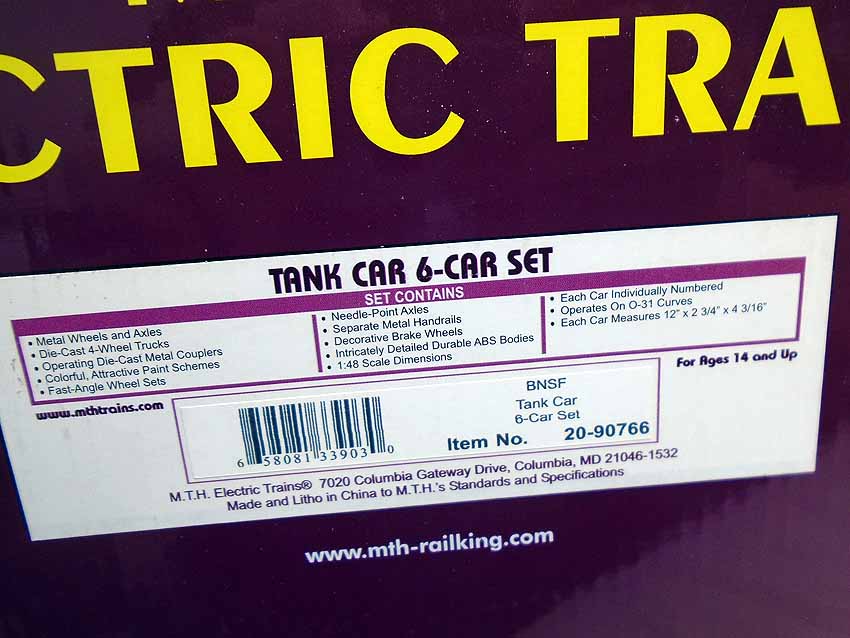 CTRIC TRA
TANK CAR 6-CAR SET
SET CONTAINS
• Metal Wheels and Axles
• Die-Cast 4-Wheel Trucks
• Operating Die-Cast Metal Couplers
• Colorful, Attractive Paint Schemes
• Fast-Angle Wheel Sets
• Needle-Point Axles
• Separate Metal Handrails
• Decorative Brake Wheels
• Intricately Detailed Durable ABS Bodies
• 1:48 Scale Dimensions
• Each Car Individually Numbered
• Operates On O-31 Curves
• Each Car Measures 12" x 2 3/4" x 4 3/16"
www.mthtrains.com
For Ages 14 and Up
BNSF
Tank Car
6-Car Set
Item No. 20-90766
6 58081 33903 0
M.T.H. Electric Trains® 7020 Columbia Gateway Drive, Columbia, MD 21046-1532
Made and Litho in China to M.T.H.'s Standards and Specifications
www.mth-railking.com